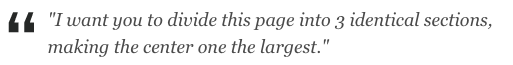 "I want you to divide this page into 3 identical sections,
making the center one the largest."